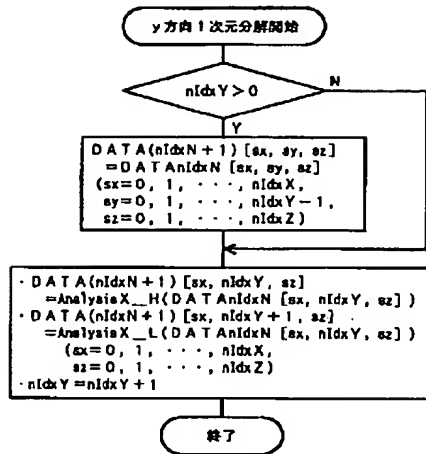 y方向1次元分解開始
nIdxY>0
N
Y
DATA(nIdxN+1) [sx, sy, sz]
=DATAnIdxN [sx, sy, sz]
(sx=0, 1, ・・・, nIdxX,
sy=0, 1, ・・・, nIdxY−1,
sz=0, 1, ・・・, nIdxZ)
・DATA(nIdxN+1) [sx, nIdxY, sz]
=AnalysisX_H(DATAnIdxN [sx, nIdxY, sz] )
・DATA(nIdxN+1) [sx, nIdxY+1, sz]
=AnalysisX_L(DATAnIdxN [sx, nIdxY, sz] )
(sx=0, 1, ・・・, nIdxX,
sz=0, 1, ・・・, nIdxZ)
・nIdxY=nIdxY+1
終了